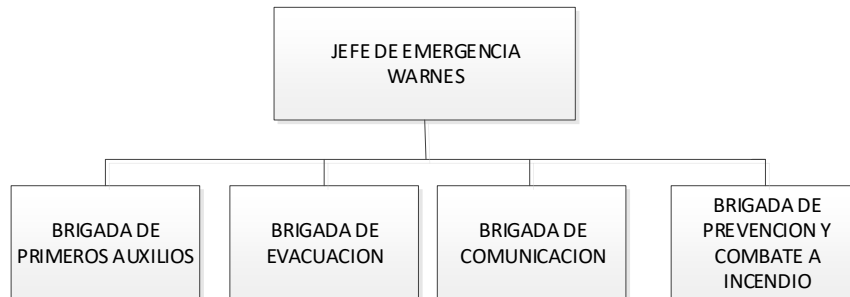 JEFE DE EMERGENCIA
WARNES
BRIGADA DE
PRIMEROS AUXILIOS
BRIGADA DE
EVACUACION
BRIGADA DE
COMUNICACION
BRIGADA DE
PREVENCION Y
COMBATE A
INCENDIO